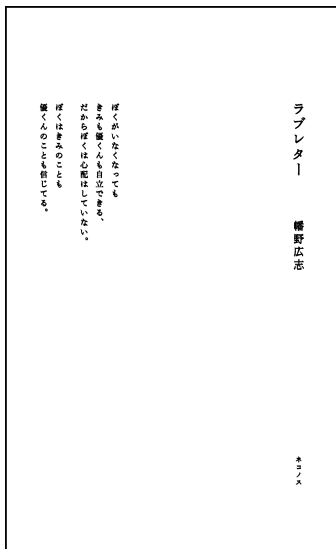 ラブレター
幡野広志
ネコノス
ぼくがいなくなっても
きみも優くんも自立できる、
だからぼくは心配はしていない。
ぼくはきみのことも
優くんのことも信じてる。